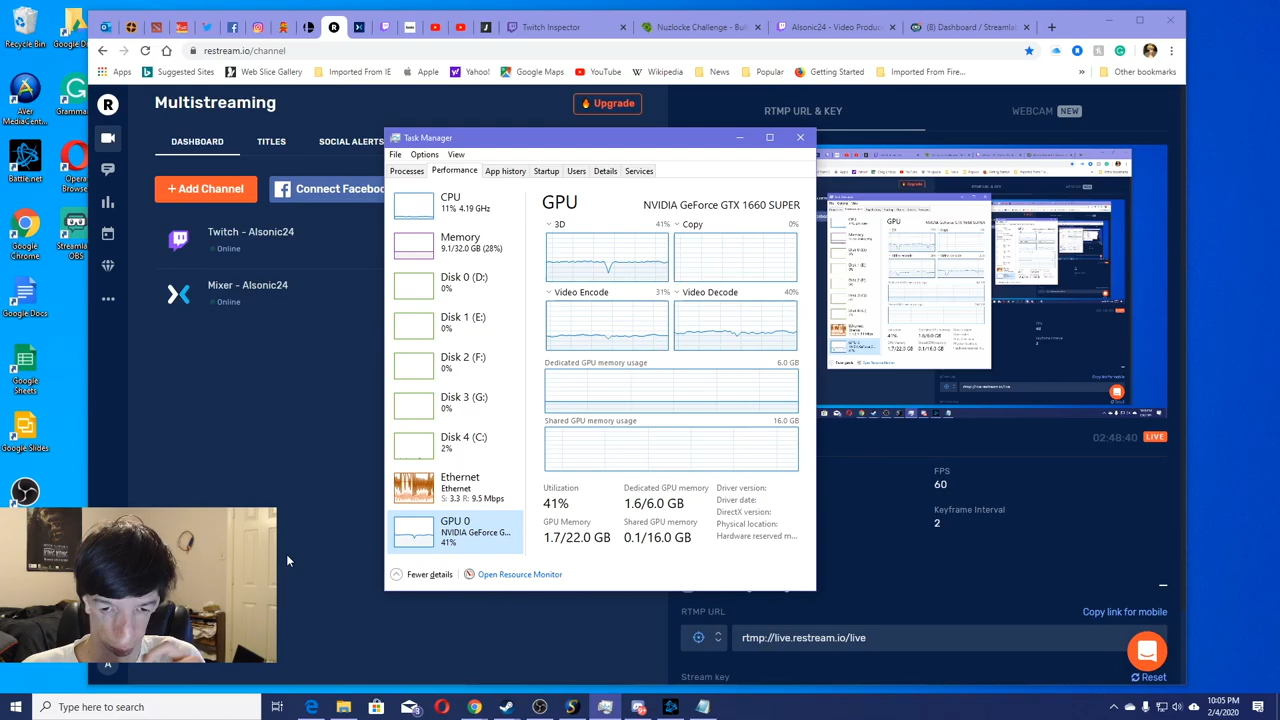 Recycle Bin
Google Dr...
AVer MediaCent...
Gramma...
Battle.net
Opera Brows...
Google Chrome
Streamla... OBS
Google Docs
Google Sheets
Google Slides
Twitch Inspector
Nuzlocke Challenge - Bul
Alsonic24 - Video Produc
(8) Dashboard / Streamlab
restream.io/channel
Apps
Suggested Sites
Web Slice Gallery
Imported From IE
Apple
Yahoo!
Google Maps
YouTube
Wikipedia
News
Popular
Getting Started
Imported From Fire...
»
Other bookmarks
Multistreaming
Upgrade
DASHBOARD
TITLES
SOCIAL ALERTS
+ Add Channel
Connect Faceboo
Twitch - Alsonic24
Online
Mixer - Alsonic24
Online
RTMP URL & KEY
WEBCAM NEW
Task Manager
File Options View
Processes Performance App history Startup Users Details Services
CPU
11% 4.19 GHz
Memory
9.1/32.0 GB (28%)
Disk 0 (D:)
0%
Disk 1 (E:)
0%
Disk 2 (F:)
0%
Disk 3 (G:)
0%
Disk 4 (C:)
2%
Ethernet
Ethernet
S: 3.3 R: 9.5 Mbps
GPU 0
NVIDIA GeForce G...
41%
GPU
NVIDIA GeForce GTX 1660 SUPER
3D 41%
Copy 0%
Video Encode 31%
Video Decode 40%
Dedicated GPU memory usage 6.0 GB
Shared GPU memory usage 16.0 GB
Utilization
41%
Dedicated GPU memory
1.6/6.0 GB
GPU Memory
1.7/22.0 GB
Shared GPU memory
0.1/16.0 GB
Driver version:
Driver date:
DirectX version:
Physical location:
Hardware reserved m...
Fewer details
Open Resource Monitor
02:48:40 LIVE
FPS
60
Keyframe Interval
2
RTMP URL
Copy link for mobile
rtmp://live.restream.io/live
Stream key
Reset
Type here to search
10:05 PM
2/4/2020